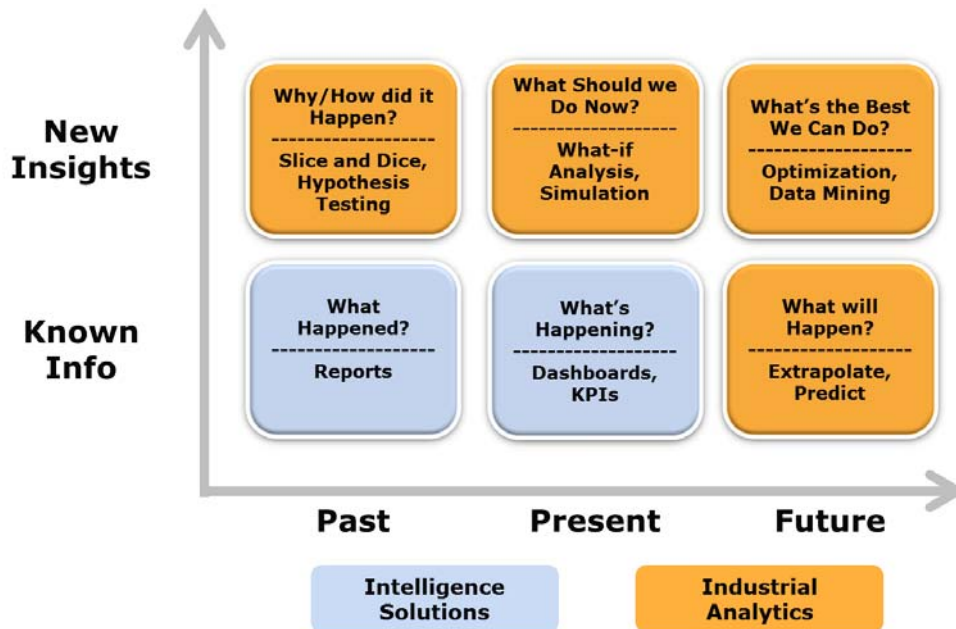 New
Insights
Why/How did it
Happen?
--------------------
Slice and Dice,
Hypothesis
Testing
What Should we
Do Now?
--------------------
What-if
Analysis,
Simulation
What's the Best
We Can Do?
--------------------
Optimization,
Data Mining
Known
Info
What
Happened?
--------------------
Reports
What's
Happening?
--------------------
Dashboards,
KPIs
What will
Happen?
--------------------
Extrapolate,
Predict
Past
Present
Future
Intelligence
Solutions
Industrial
Analytics